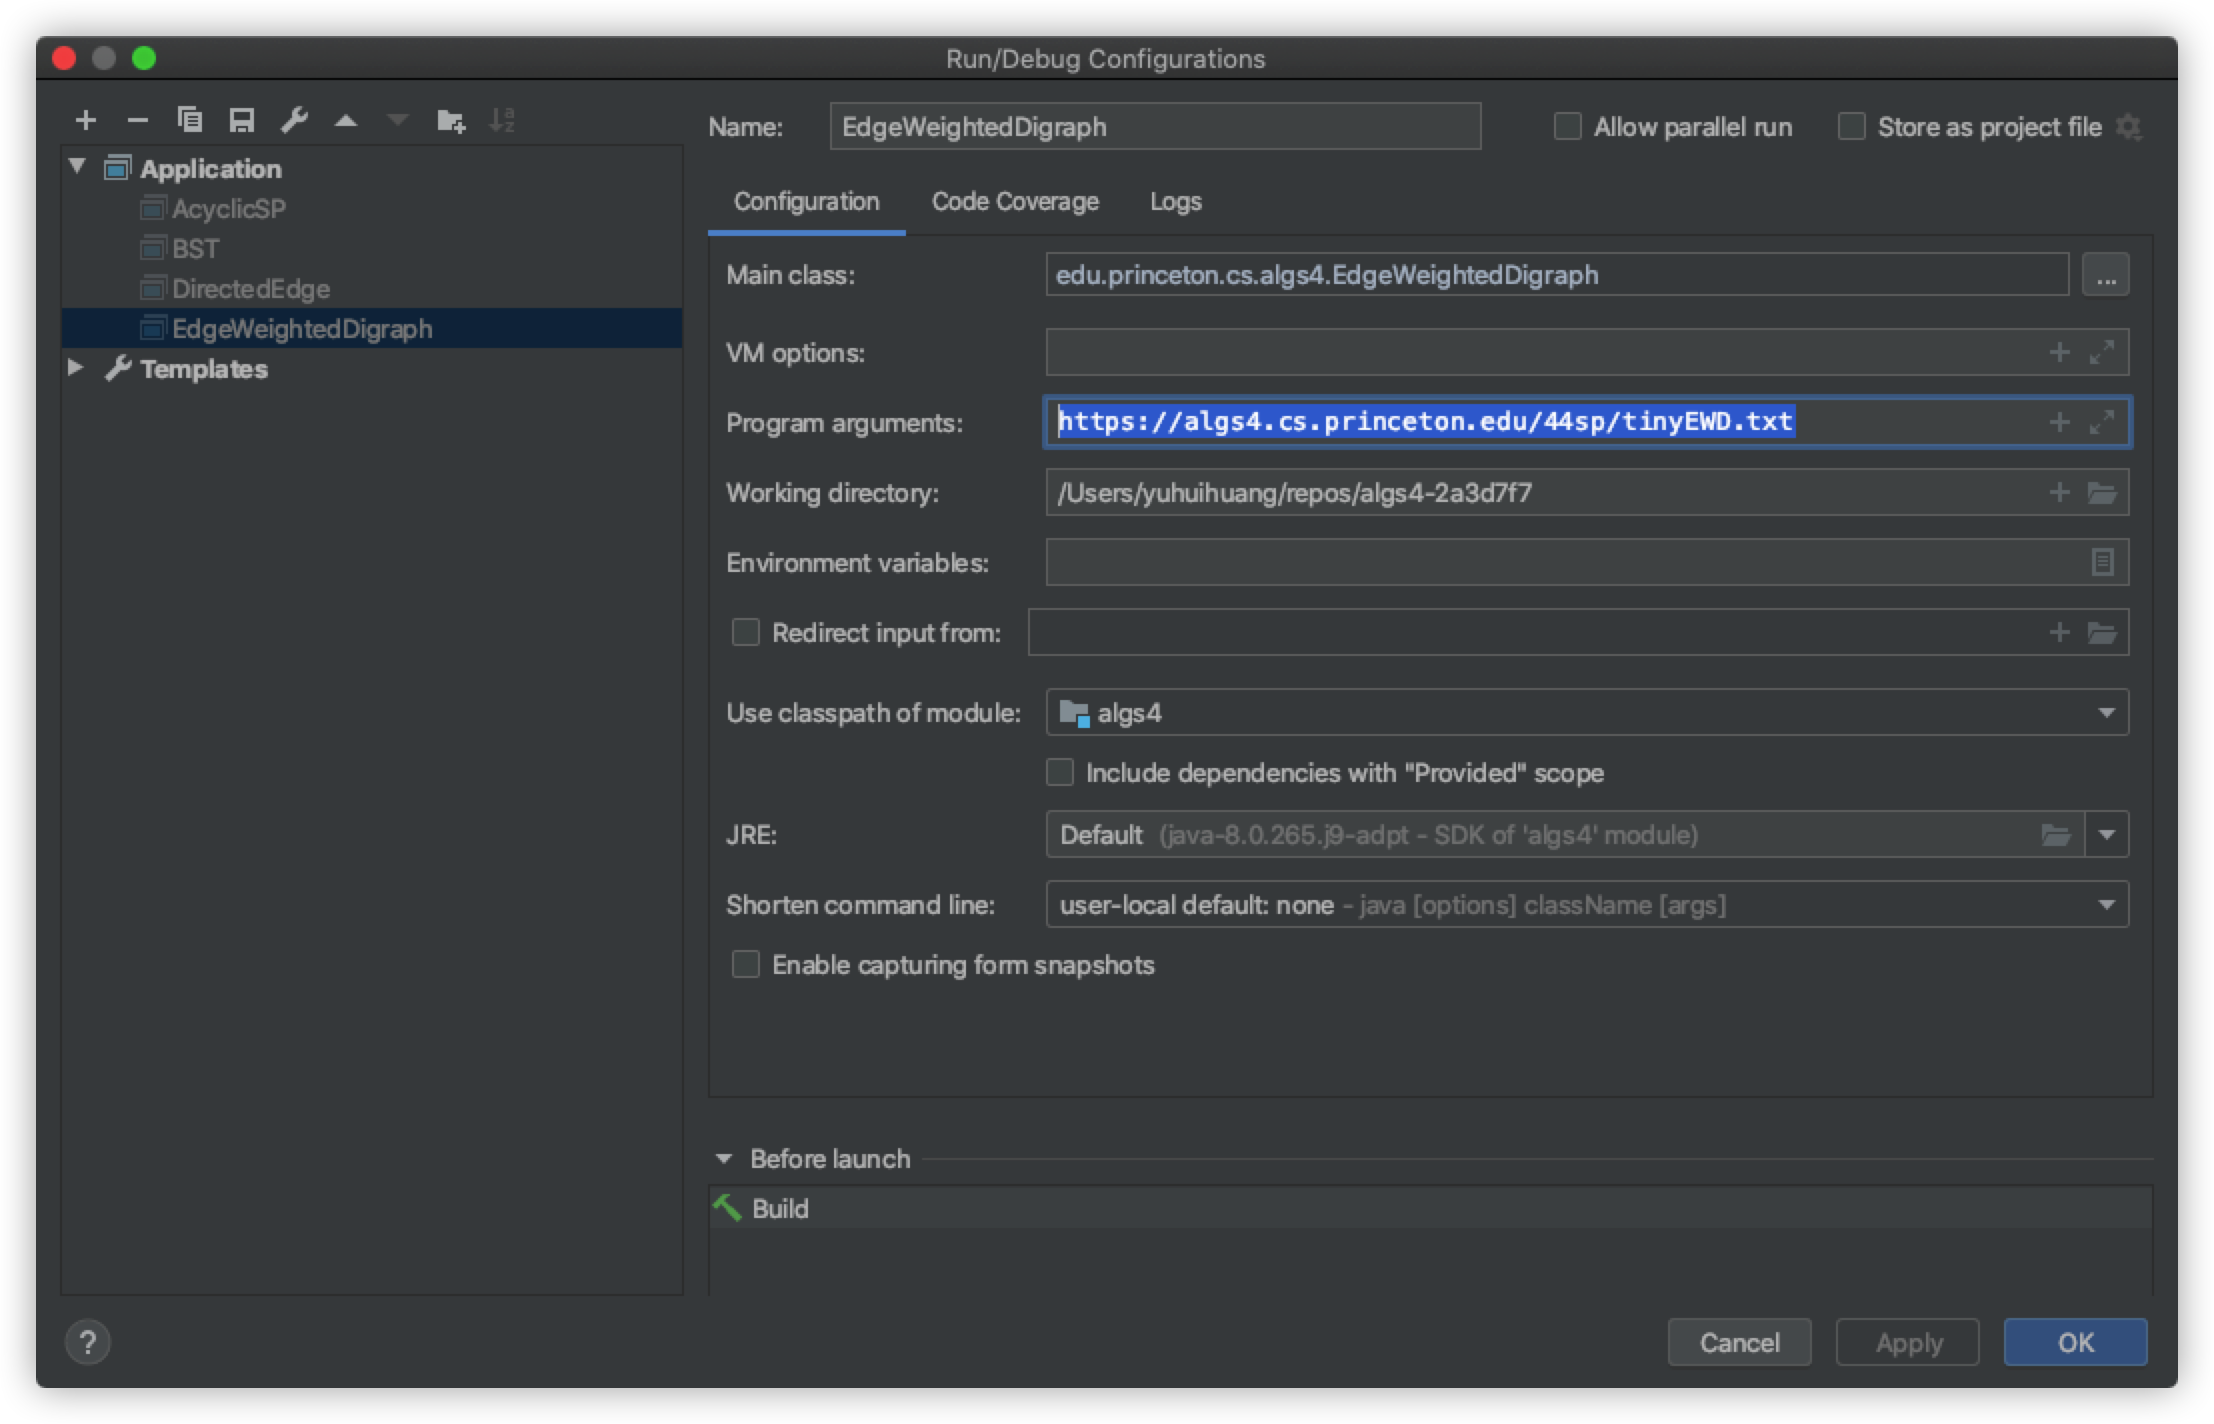 Run/Debug Configurations
Name: EdgeWeightedDigraph Allow parallel run Store as project file
Application
AcyclicSP
BST
DirectedEdge
EdgeWeightedDigraph
Templates
Configuration Code Coverage Logs
Main class: edu.princeton.cs.algs4.EdgeWeightedDigraph ...
VM options:
Program arguments: https://algs4.cs.princeton.edu/44sp/tinyEWD.txt
Working directory: /Users/yuhuihuang/repos/algs4-2a3d7f7
Environment variables:
Redirect input from:
Use classpath of module: algs4
Include dependencies with "Provided" scope
JRE: Default (java-8.0.265.j9-adpt - SDK of 'algs4' module)
Shorten command line: user-local default: none - java [options] className [args]
Enable capturing form snapshots
Before launch
Build
? Cancel Apply OK